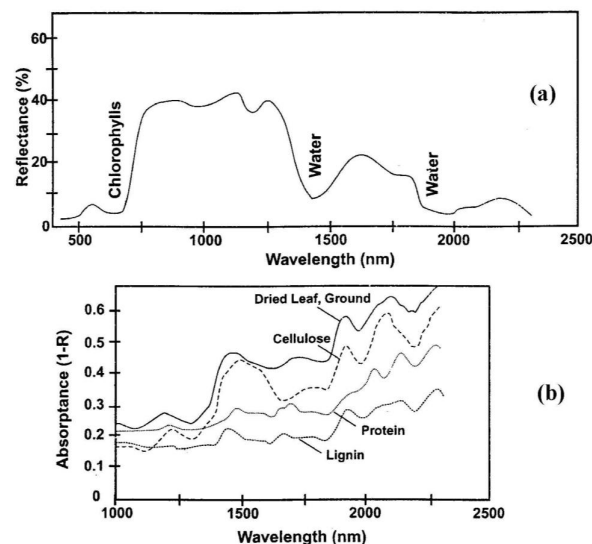 60
40
20
0
Reflectance (%)
Chlorophylls
Water
Waier
(a)
500
1000
1500
2000
2500
Wavelength (nm)
0.6
0.5
0.4
0.3
0.2
0.1
0
Absorptance (1-R)
Dried Leaf, Ground
Cellulose
Protein
Lignin
(b)
1000
1500
2000
2500
Wavelength (nm)